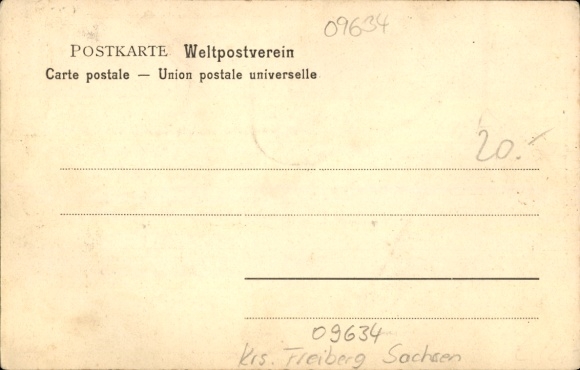 09634
POSTKARTE Weltpostverein
Carte postale — Union postale universelle
20.-
09634
Krs. Freiberg Sachsen